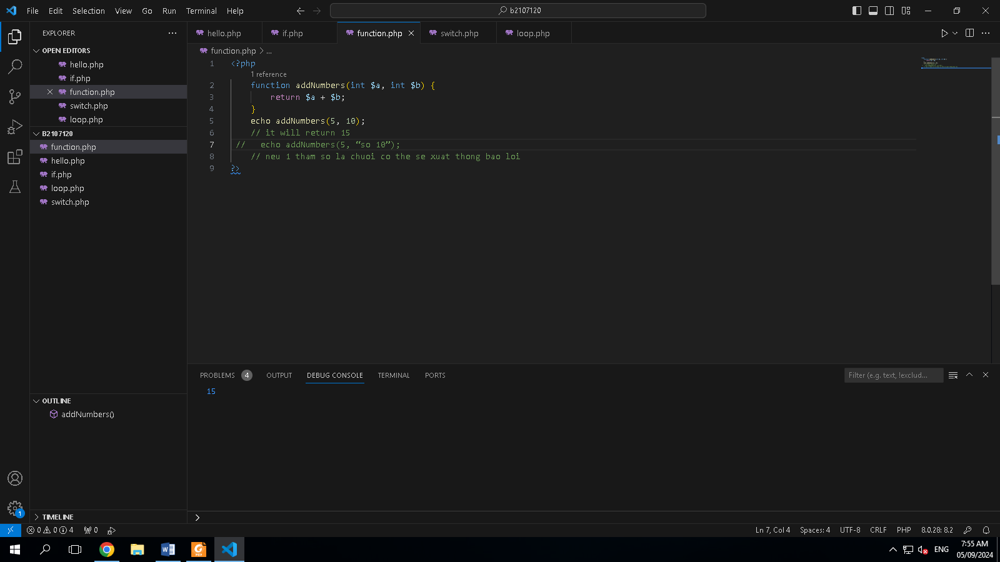 File Edit Selection View Go Run Terminal Help
b2107120
EXPLORER
hello.php if.php function.php switch.php loop.php
OPEN EDITORS
hello.php
if.php
function.php
switch.php
loop.php
B2107120
function.php
hello.php
if.php
loop.php
switch.php
OUTLINE
addNumbers()
TIMELINE
function.php > ...
1 <?php
1 reference
2 function addNumbers(int $a, int $b) {
3 return $a + $b;
4 }
5 echo addNumbers(5, 10);
6 // it will return 15
7 // echo addNumbers(5, “so 10”);
8 // neu 1 tham so la chuoi co the se xuat thong bao loi
9 ?>
PROBLEMS 4 OUTPUT DEBUG CONSOLE TERMINAL PORTS
Filter (e.g. text, !exclud...
15
>
1
0 0 4 0
Ln 7, Col 4 Spaces: 4 UTF-8 CRLF PHP 8.0.28: 8.2
ENG
7:55 AM
05/09/2024